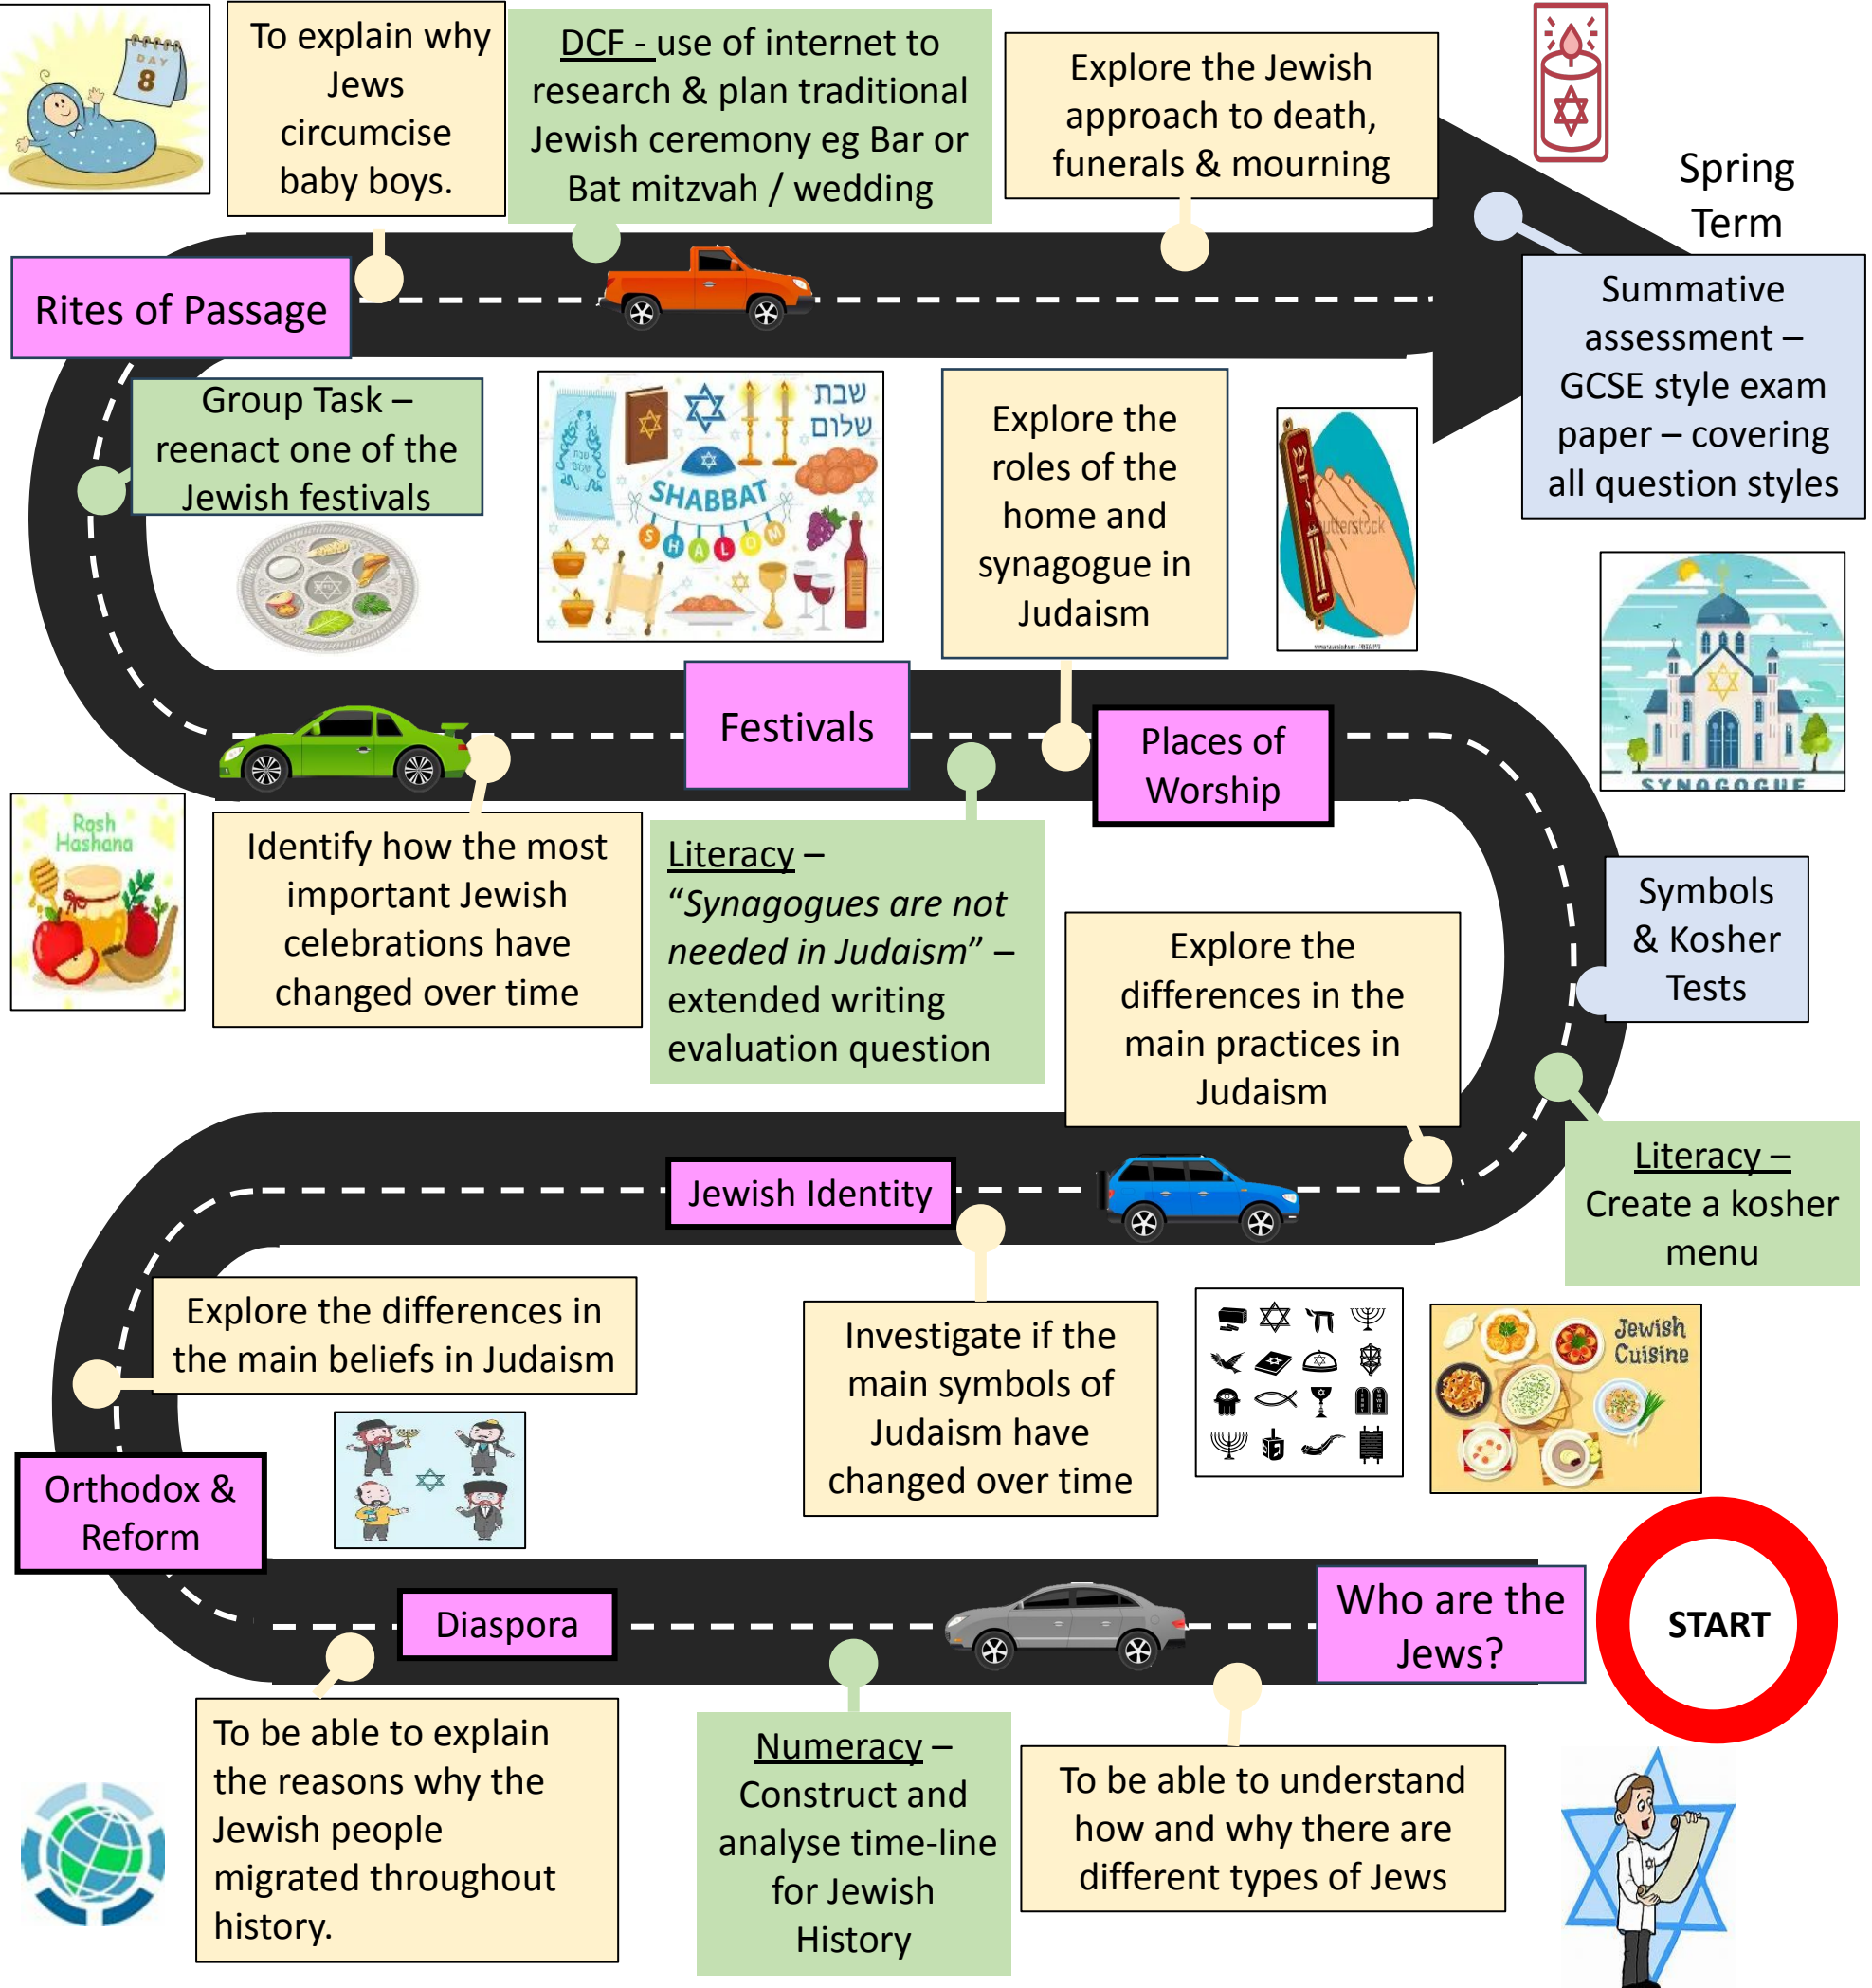 DAY
8
To explain why
Jews
circumcise
baby boys.
DCF - use of internet to
research & plan traditional
Jewish ceremony eg Bar or
Bat mitzvah / wedding
Explore the Jewish
approach to death,
funerals & mourning
Spring
Term
Rites of Passage
Summative
assessment –
GCSE style exam
paper – covering
all question styles
Group Task –
reenact one of the
Jewish festivals
שבת
שלום
SHABBAT
SHALOM
Explore the
roles of the
home and
synagogue in
Judaism
shutterstock
SYNAGOGUE
Festivals
Places of
Worship
Rosh
Hashana
Identify how the most
important Jewish
celebrations have
changed over time
Literacy –
“Synagogues are not
needed in Judaism” –
extended writing
evaluation question
Explore the
differences in the
main practices in
Judaism
Symbols
& Kosher
Tests
Literacy –
Create a kosher
menu
Jewish Identity
Explore the differences in
the main beliefs in Judaism
Investigate if the
main symbols of
Judaism have
changed over time
Jewish
Cuisine
Orthodox &
Reform
Diaspora
Who are the
Jews?
START
To be able to explain
the reasons why the
Jewish people
migrated throughout
history.
Numeracy –
Construct and
analyse time-line
for Jewish
History
To be able to understand
how and why there are
different types of Jews